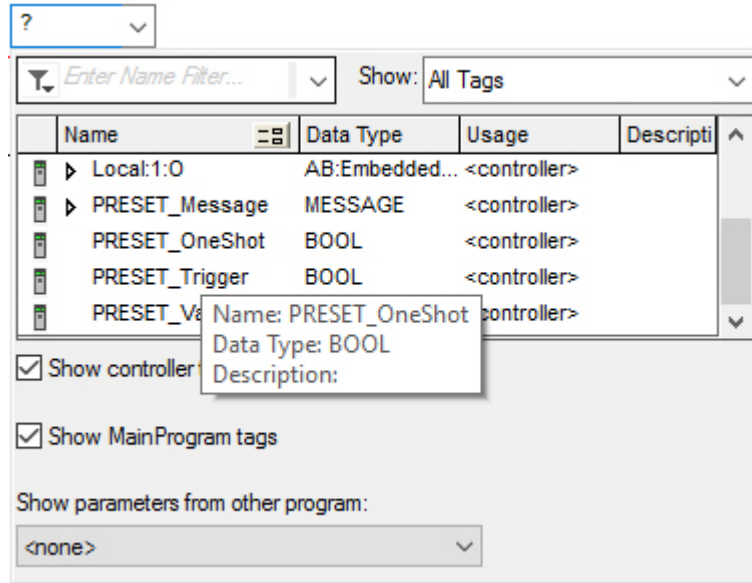 ?
Enter Name Filter... Show: All Tags
Name Data Type Usage Descripti
Local:1:O AB:Embedded... <controller>
PRESET_Message MESSAGE <controller>
PRESET_OneShot BOOL <controller>
PRESET_Trigger BOOL <controller>
PRESET_Va controller>
Name: PRESET_OneShot
Data Type: BOOL
Description:
Show controller
Show MainProgram tags
Show parameters from other program:
<none>